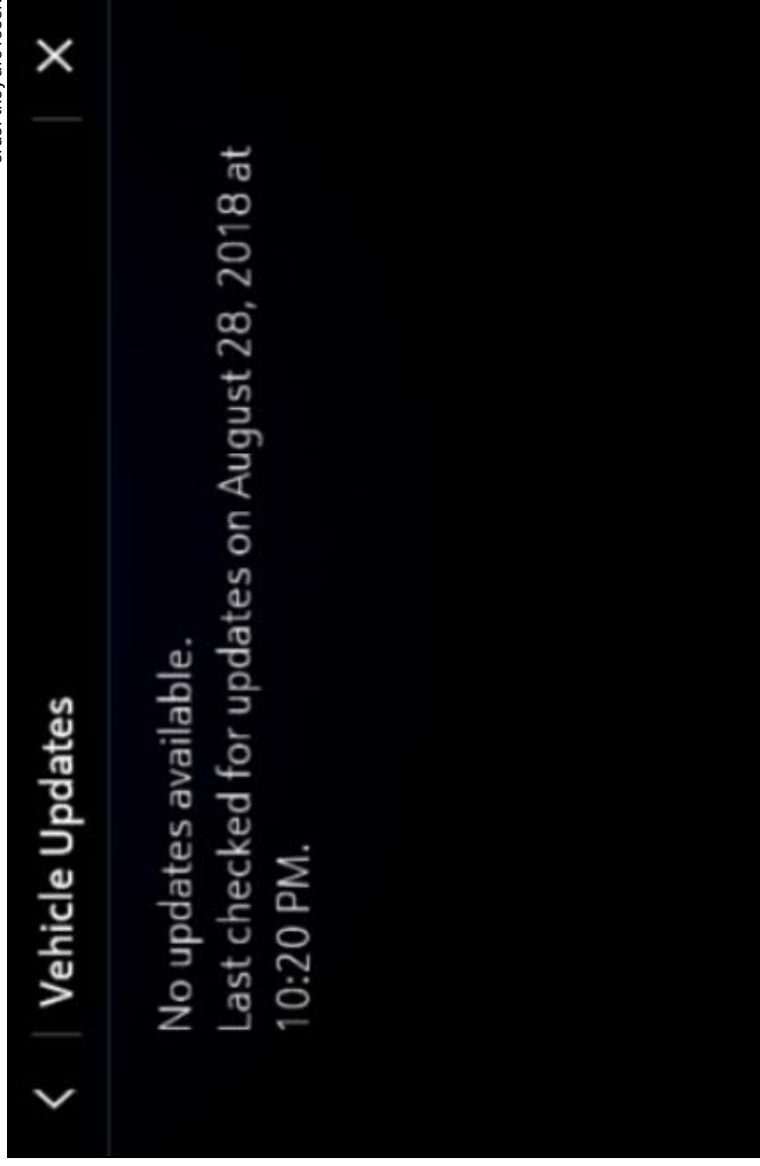 Vehicle Updates
No updates available.
Last checked for updates on August 28, 2018 at
10:20 PM.